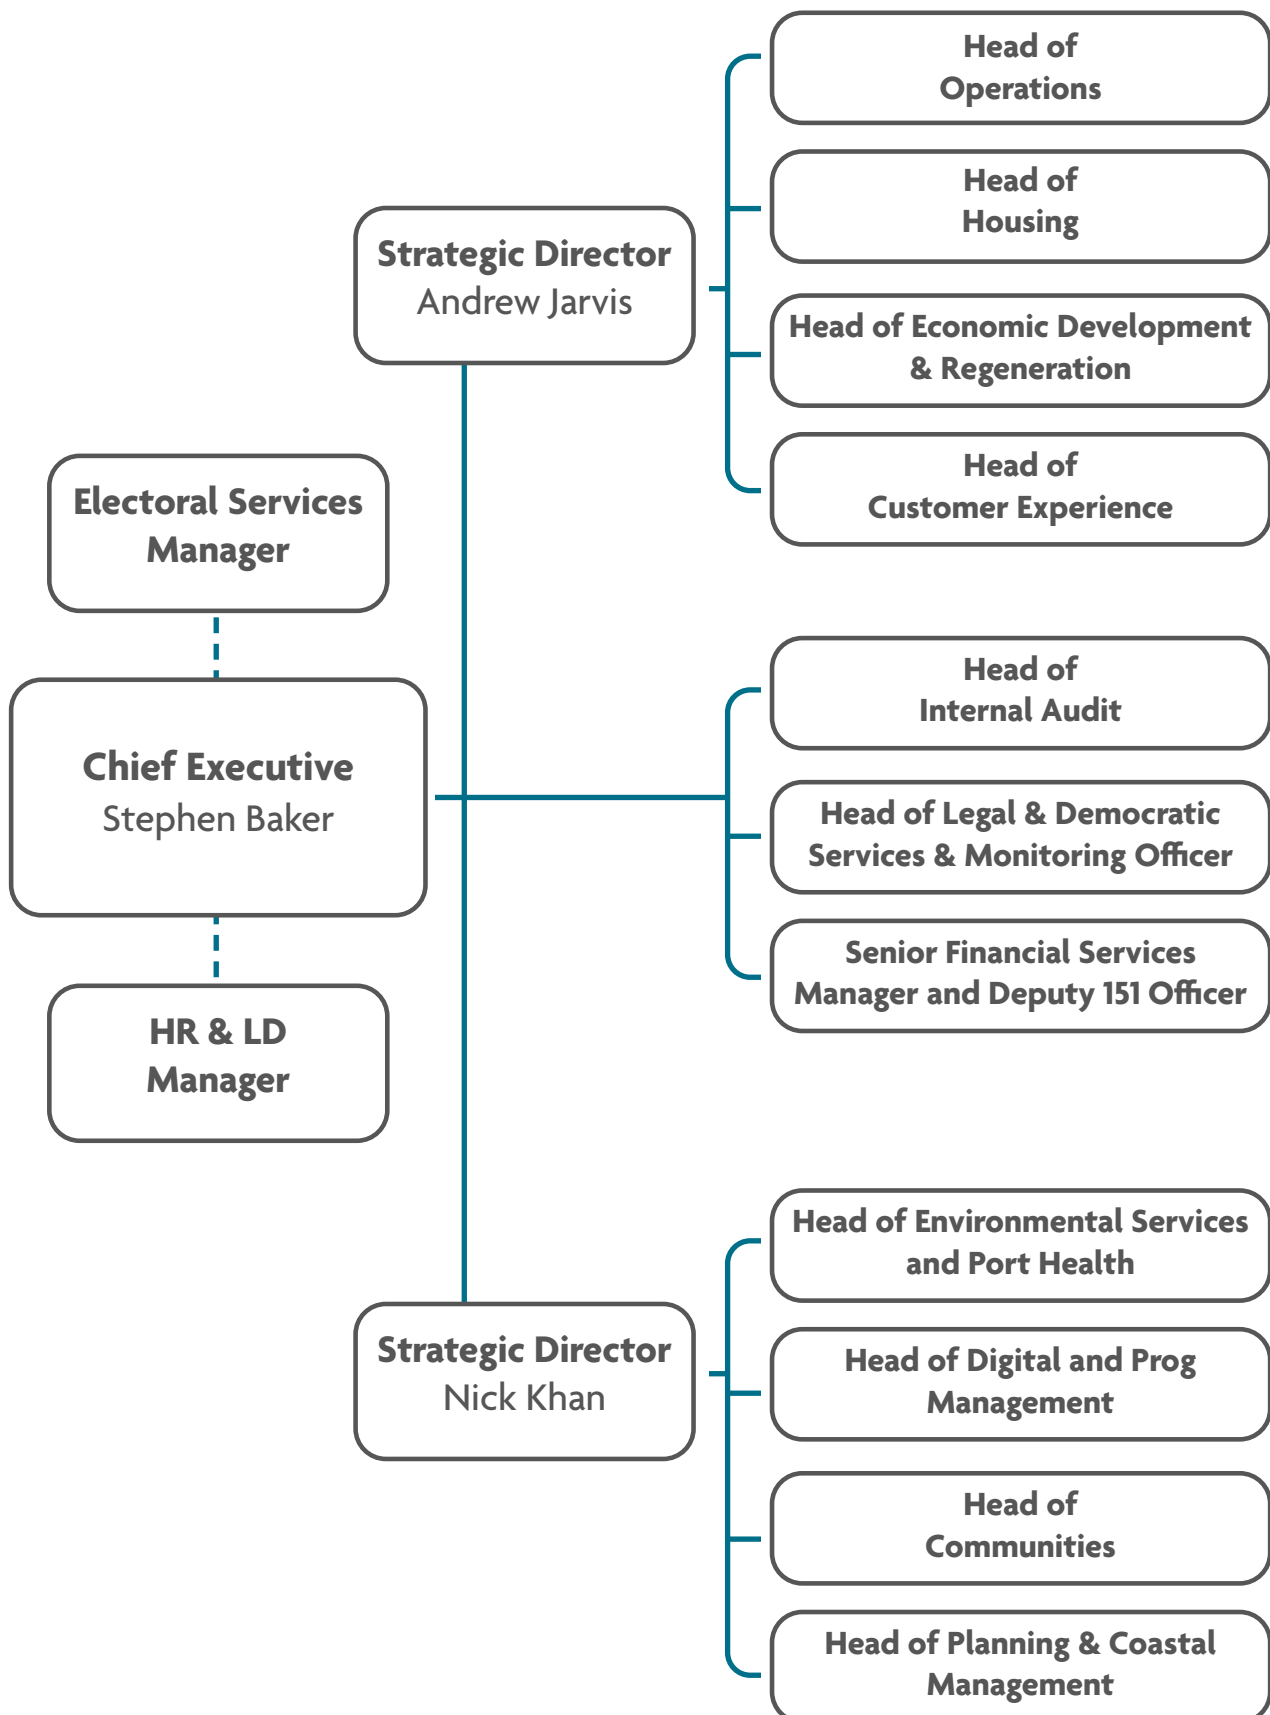 Head of
Operations
Head of
Housing
Strategic Director
Andrew Jarvis
Head of Economic Development
& Regeneration
Head of
Customer Experience
Electoral Services
Manager
Head of
Internal Audit
Chief Executive
Stephen Baker
Head of Legal & Democratic
Services & Monitoring Officer
Senior Financial Services
Manager and Deputy 151 Officer
HR & LD
Manager
Head of Environmental Services
and Port Health
Strategic Director
Nick Khan
Head of Digital and Prog
Management
Head of
Communities
Head of Planning & Coastal
Management